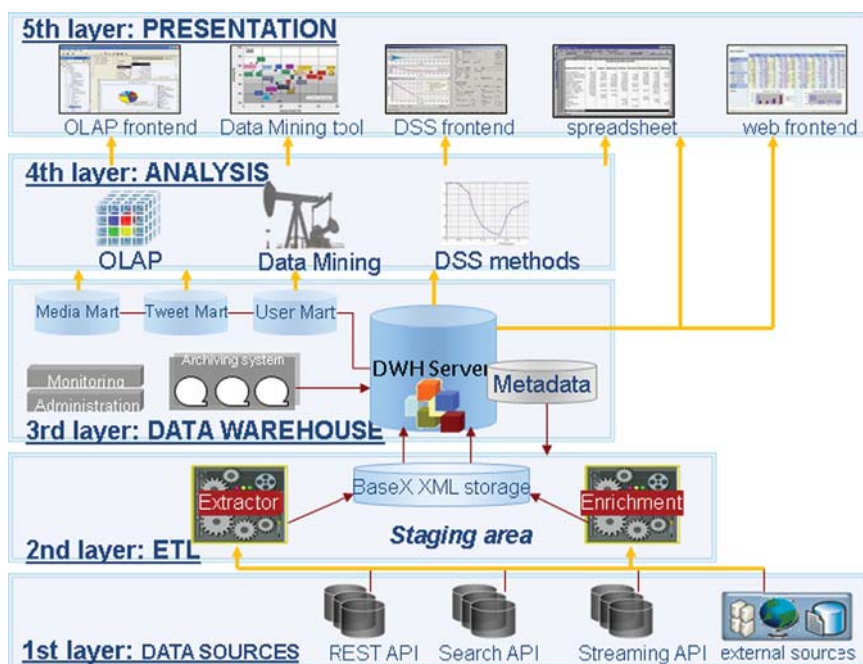 5th layer: PRESENTATION
OLAP frontend
Data Mining tool
DSS frontend
spreadsheet
web frontend
4th layer: ANALYSIS
OLAP
Data Mining
DSS methods
Media Mart
Tweet Mart
User Mart
Archiving system
DWH Server
Metadata
Monitoring
Administration
3rd layer: DATA WAREHOUSE
BaseX XML storage
Extractor
Enrichment
Staging area
2nd layer: ETL
1st layer: DATA SOURCES
REST API
Search API
Streaming API
external sources